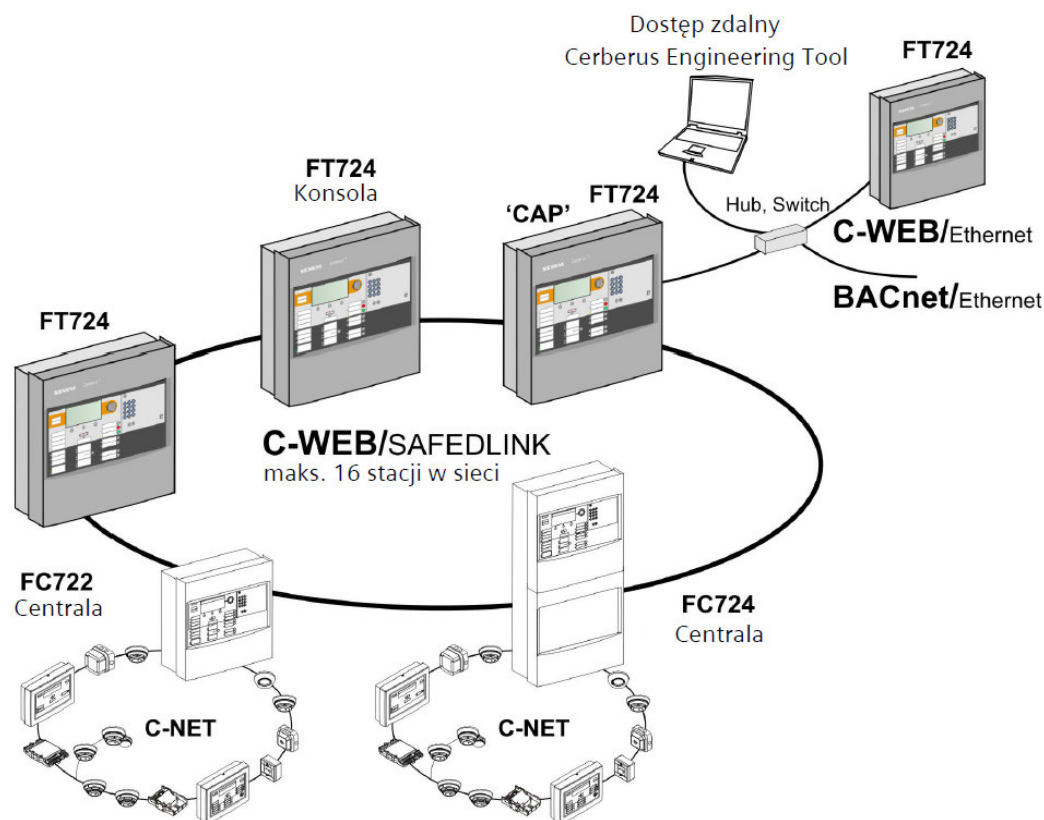 Dostęp zdalny
Cerberus Engineering Tool
FT724
FT724
Konsola
'CAP'
FT724
Hub, Switch
C-WEB/Ethernet
BACnet/Ethernet
FT724
C-WEB/SAFEDLINK
maks. 16 stacji w sieci
FC722
Centrala
FC724
Centrala
C-NET
C-NET